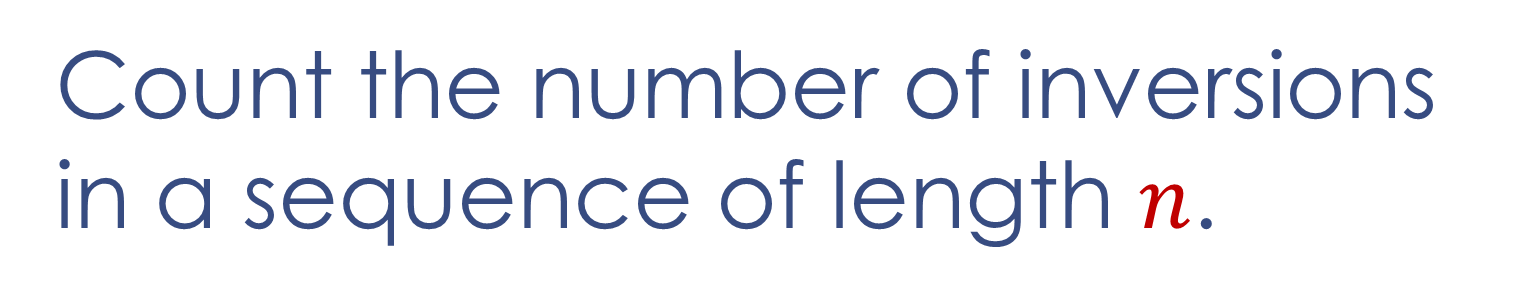 Count the number of inversions
in a sequence of length n.